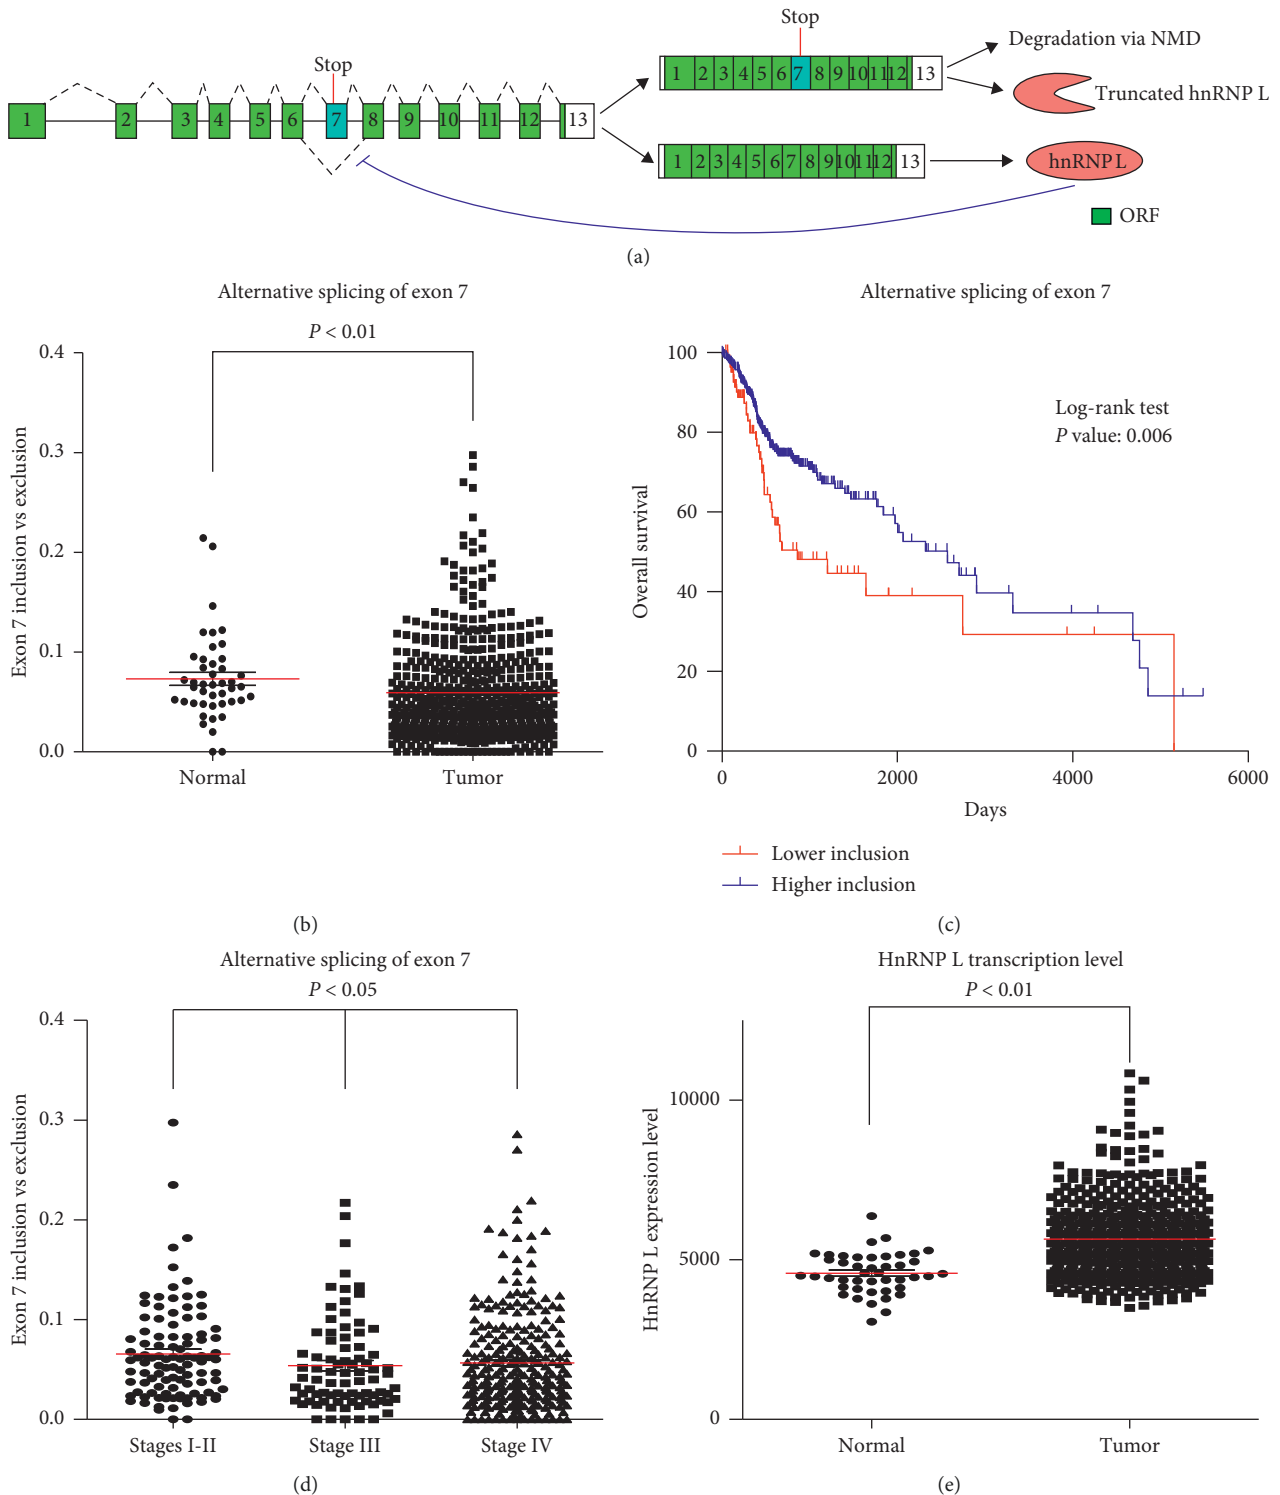 Stop
1 2 3 4 5 6 7 8 9 10 11 12 13
Stop
1 2 3 4 5 6 7 8 9 10 11 12 13
Degradation via NMD
Truncated hnRNP L
1 2 3 4 5 6 7 8 9 10 11 12 13
hnRNP L
ORF
(a)
Alternative splicing of exon 7
P < 0.01
Exon 7 inclusion vs exclusion
0.4
0.3
0.2
0.1
0.0
Normal Tumor
(b)
Alternative splicing of exon 7
Log-rank test
P value: 0.006
Overall survival
100
80
60
40
20
0
0 2000 4000 6000
Days
Lower inclusion
Higher inclusion
(c)
Alternative splicing of exon 7
P < 0.05
Exon 7 inclusion vs exclusion
0.4
0.3
0.2
0.1
0.0
Stages I-II Stage III Stage IV
(d)
HnRNP L transcription level
P < 0.01
HnRNP L expression level
10000
5000
0
Normal Tumor
(e)